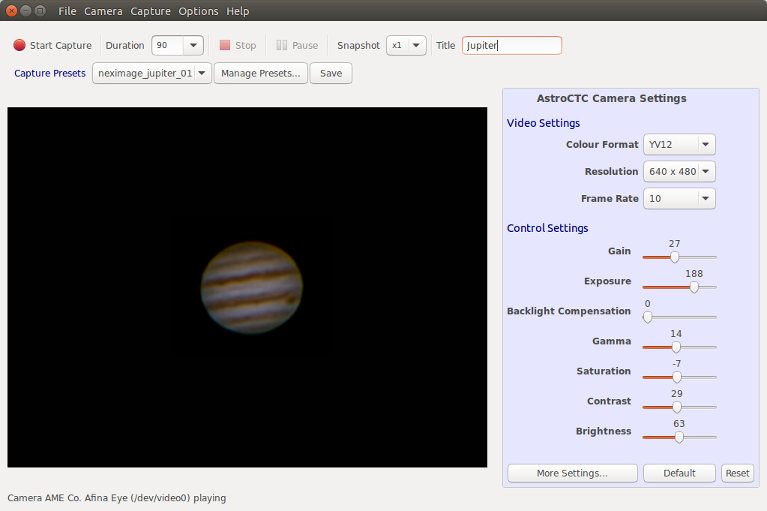 File Camera Capture Options Help
Start Capture Duration 90 Stop Pause Snapshot x1 Title Jupiter
Capture Presets neximage_jupiter_01 Manage Presets... Save
AstroCTC Camera Settings
Video Settings
Colour Format YV12
Resolution 640 x 480
Frame Rate 10
Control Settings
Gain 27
Exposure 188
Backlight Compensation 0
Gamma 14
Saturation -7
Contrast 29
Brightness 63
More Settings... Default Reset
Camera AME Co. Afina Eye (/dev/video0) playing